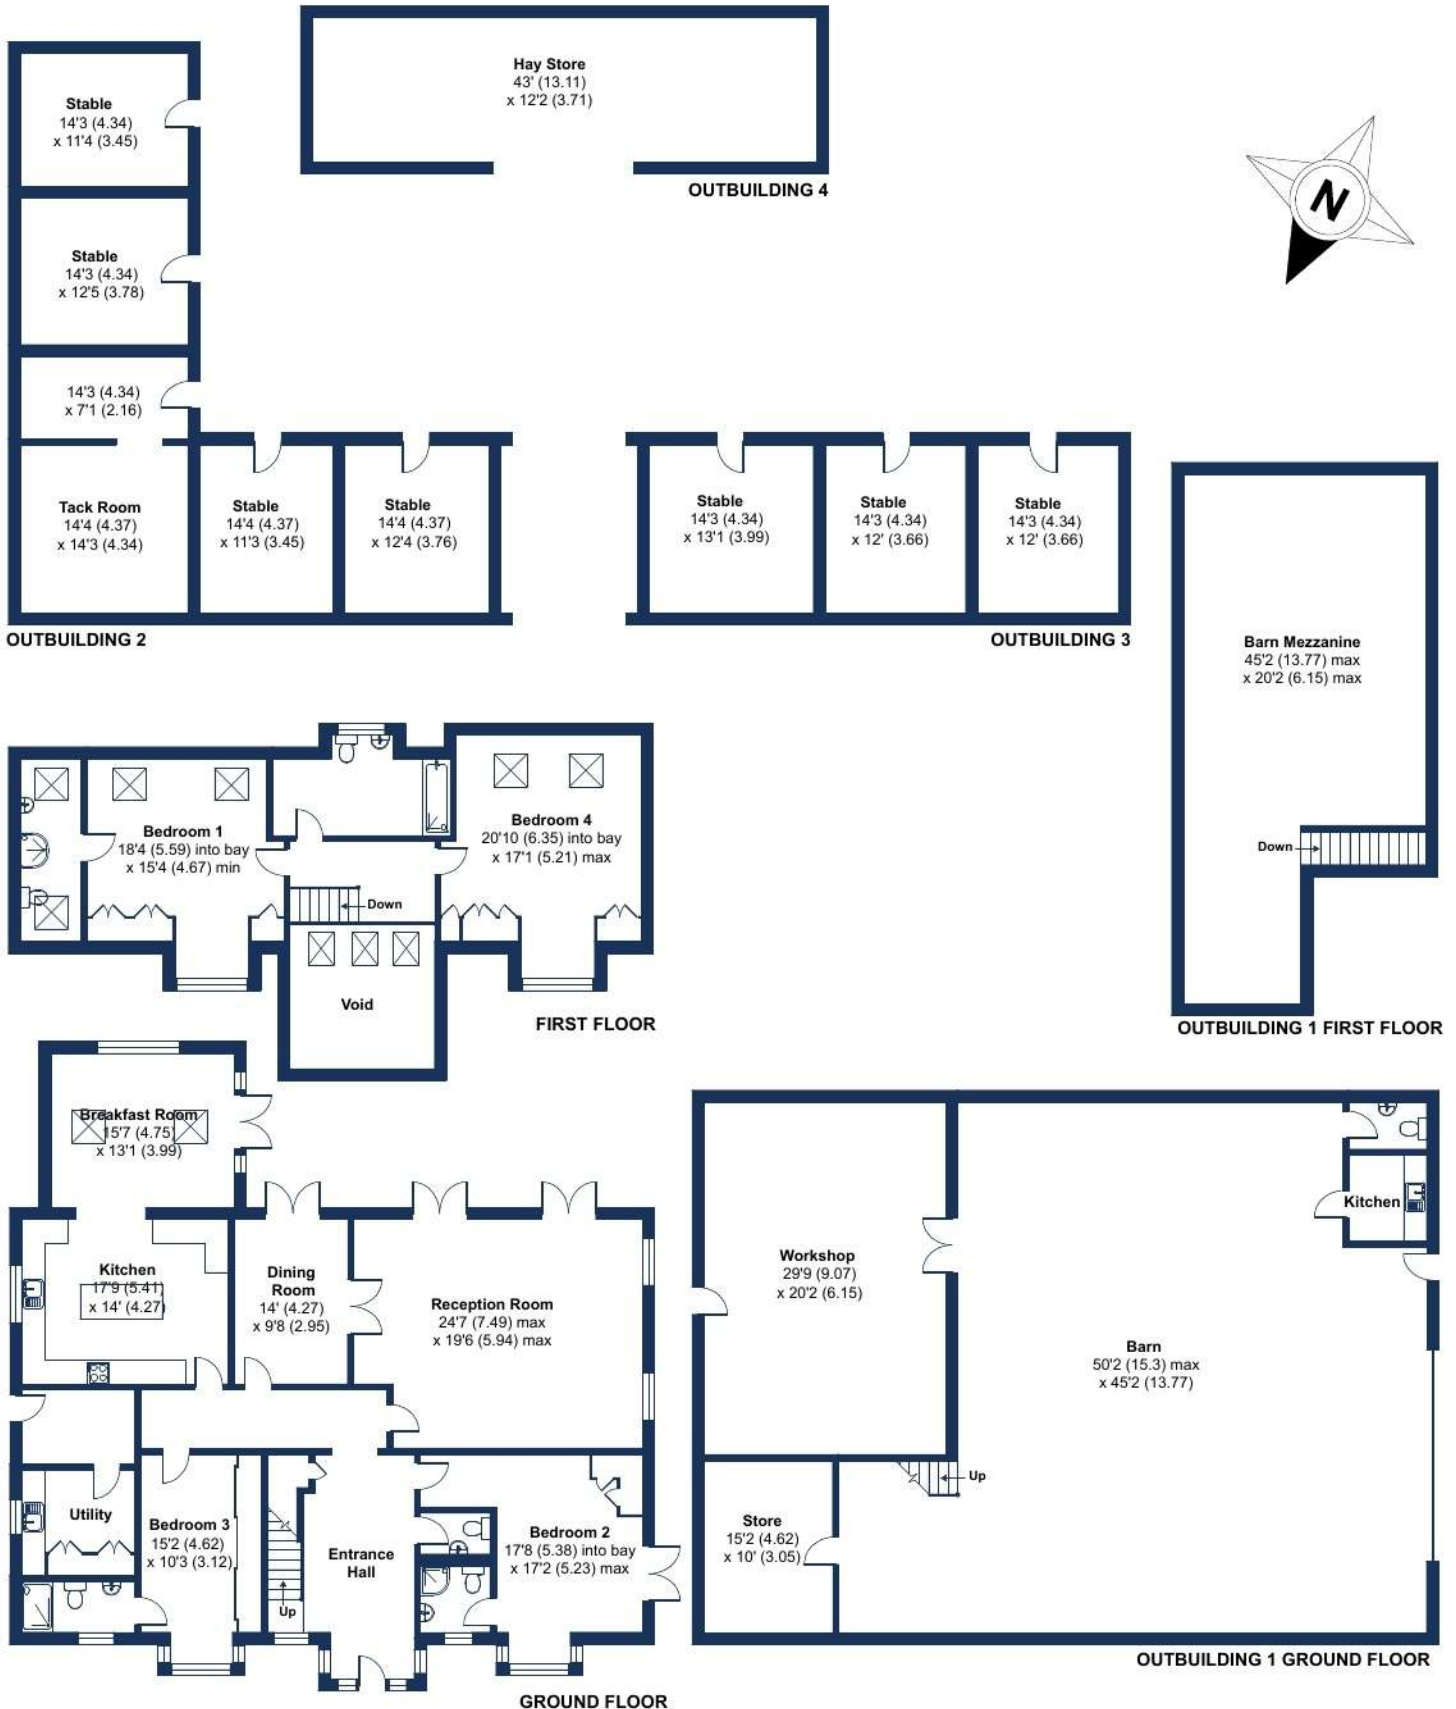 Hay Store
43' (13.11)
x 12'2 (3.71)
OUTBUILDING 4
N
Stable
14'3 (4.34)
x 11'4 (3.45)
Stable
14'3 (4.34)
x 12'5 (3.78)
14'3 (4.34)
x 7'1 (2.16)
Tack Room
14'4 (4.37)
x 14'3 (4.34)
Stable
14'4 (4.37)
x 11'3 (3.45)
Stable
14'4 (4.37)
x 12'4 (3.76)
OUTBUILDING 2
Stable
14'3 (4.34)
x 13'1 (3.99)
Stable
14'3 (4.34)
x 12' (3.66)
Stable
14'3 (4.34)
x 12' (3.66)
OUTBUILDING 3
Barn Mezzanine
45'2 (13.77) max
x 20'2 (6.15) max
Down
OUTBUILDING 1 FIRST FLOOR
Bedroom 1
18'4 (5.59) into bay
x 15'4 (4.67) min
Bedroom 4
20'10 (6.35) into bay
x 17'1 (5.21) max
Down
Void
FIRST FLOOR
Breakfast Room
15'7 (4.75)
x 13'1 (3.99)
Kitchen
17'9 (5.41)
x 14' (4.27)
Dining
Room
14' (4.27)
x 9'8 (2.95)
Reception Room
24'7 (7.49) max
x 19'6 (5.94) max
Utility
Bedroom 3
15'2 (4.62)
x 10'3 (3.12)
Up
Entrance
Hall
Bedroom 2
17'8 (5.38) into bay
x 17'2 (5.23) max
GROUND FLOOR
Workshop
29'9 (9.07)
x 20'2 (6.15)
Kitchen
Barn
50'2 (15.3) max
x 45'2 (13.77)
Up
Store
15'2 (4.62)
x 10' (3.05)
OUTBUILDING 1 GROUND FLOOR